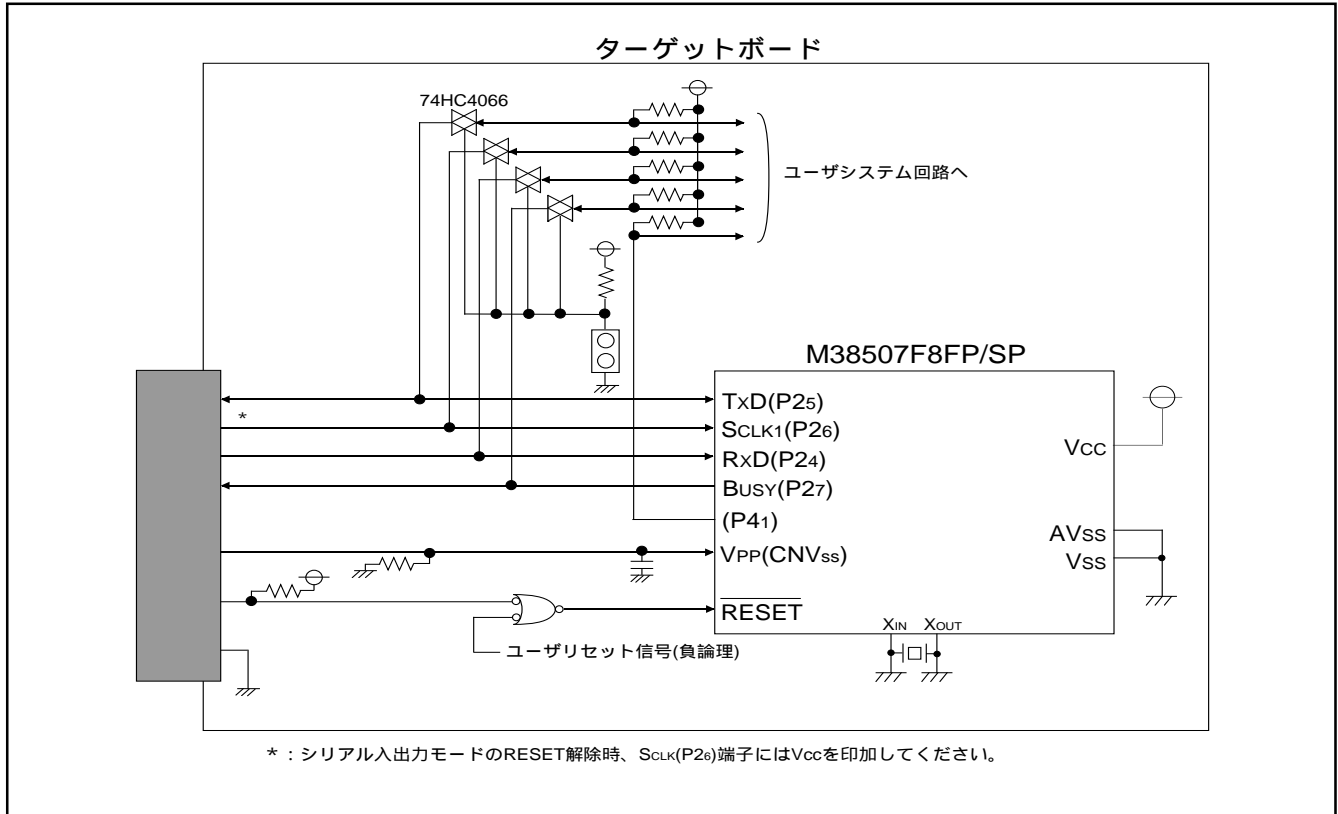 ターゲットボード
74HC4066
ユーザシステム回路へ
M38507F8FP/SP
TxD(P25)
*
SCLK1(P26)
VCC
RxD(P24)
BUSY(P27)
(P41)
AVss
VPP(CNVss)
Vss
RESET
XIN XOUT
ユーザリセット信号(負論理)
*:シリアル入出力モードのRESET解除時、SCLK(P26)端子にはVccを印加してください。